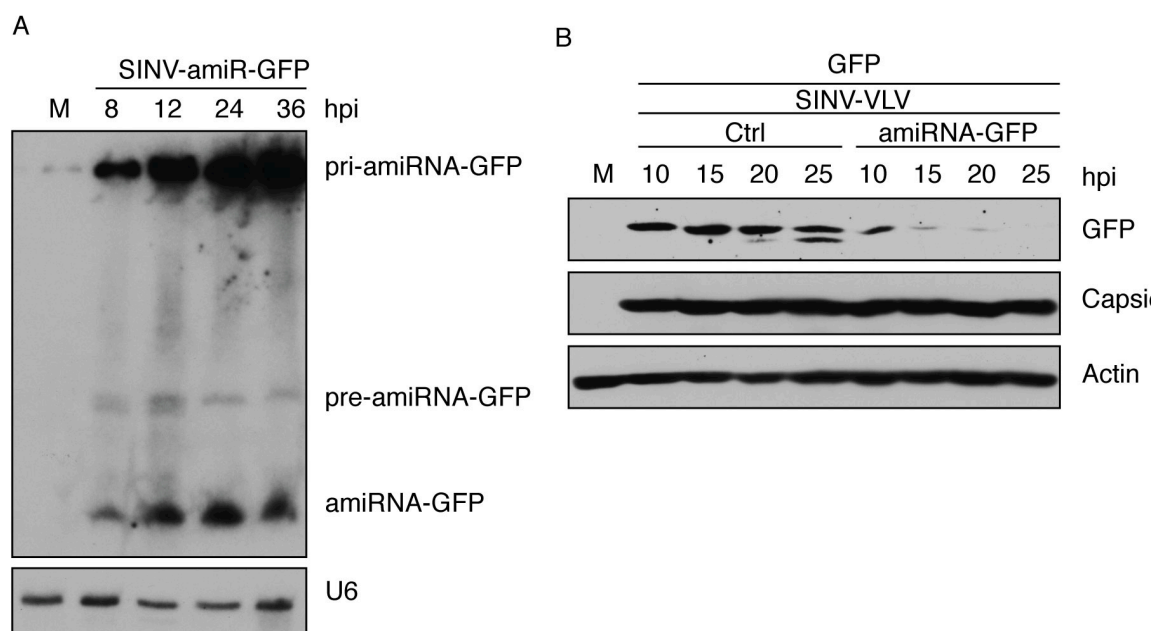 A
SINV-amiR-GFP
M 8 12 24 36 hpi
pri-amiRNA-GFP
pre-amiRNA-GFP
amiRNA-GFP
U6
B
GFP
SINV-VLV
Ctrl amiRNA-GFP
M 10 15 20 25 10 15 20 25 hpi
GFP
Capsi
Actin